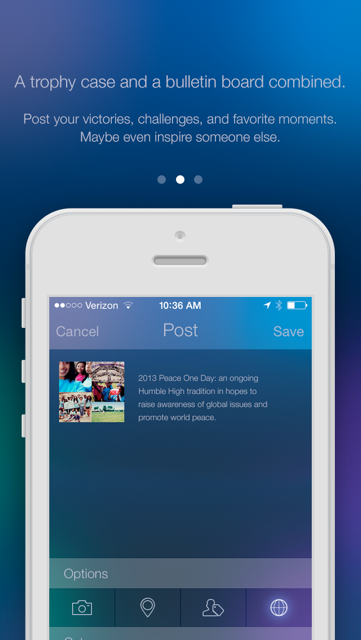 A trophy case and a bulletin board combined.
Post your victories, challenges, and favorite moments.
Maybe even inspire someone else.
Verizon 10:36 AM
Cancel Post Save
2013 Peace One Day: an ongoing
Humble High tradition in hopes to
raise awareness of global issues and
promote world peace.
Options